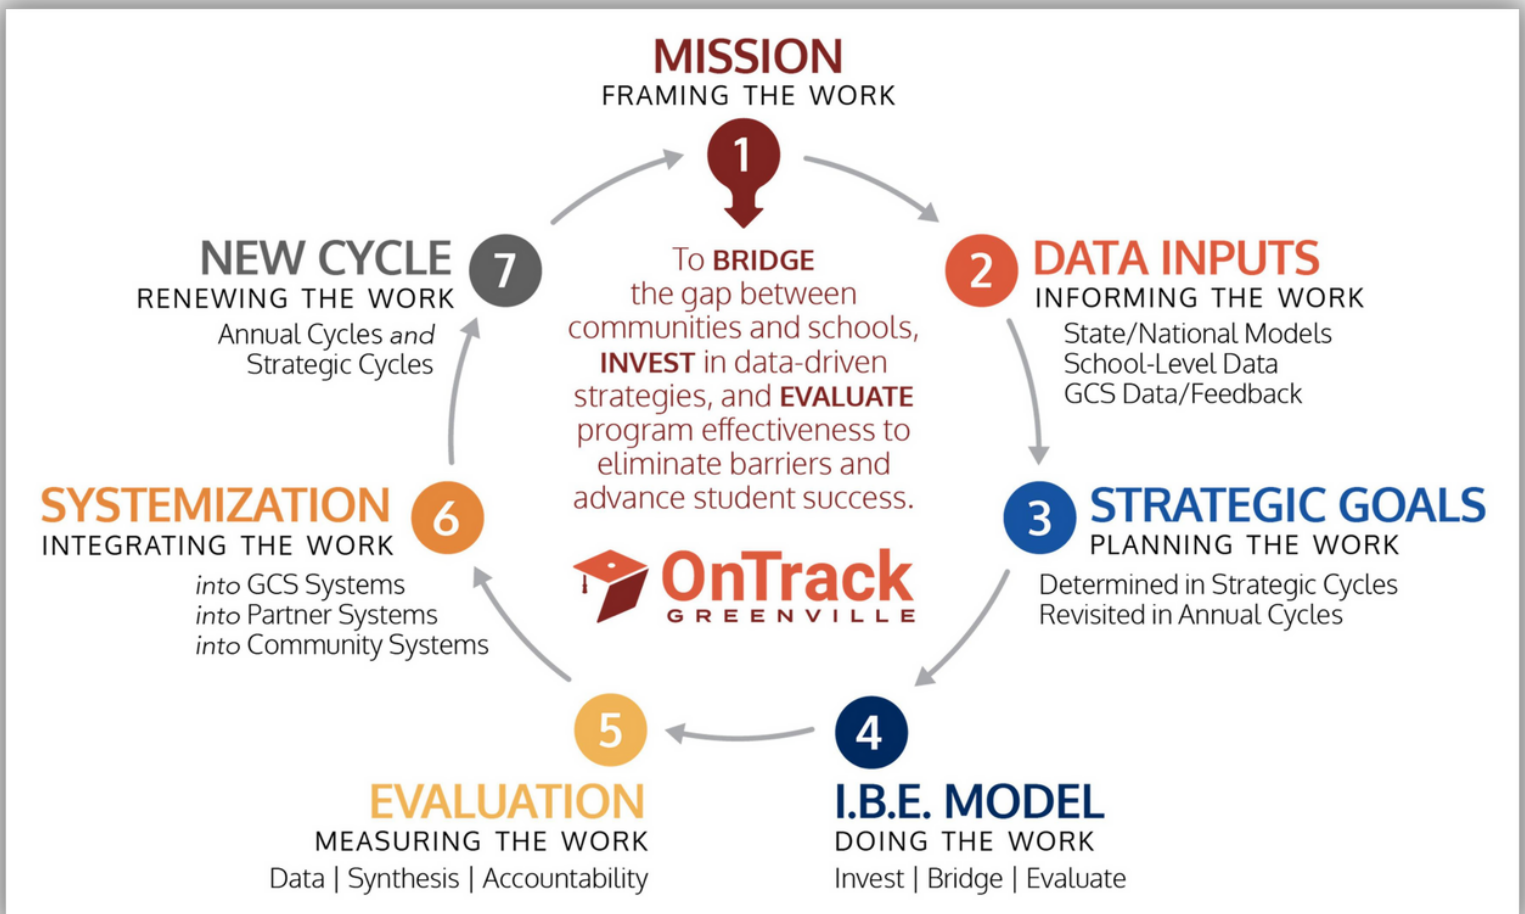 MISSION
FRAMING THE WORK
1
To BRIDGE
the gap between
communities and schools,
INVEST in data-driven
strategies, and EVALUATE
program effectiveness to
eliminate barriers and
advance student success.
OnTrack
GREENVILLE
2
DATA INPUTS
INFORMING THE WORK
State/National Models
School-Level Data
GCS Data/Feedback
3
STRATEGIC GOALS
PLANNING THE WORK
Determined in Strategic Cycles
Revisited in Annual Cycles
4
I.B.E. MODEL
DOING THE WORK
Invest | Bridge | Evaluate
5
EVALUATION
MEASURING THE WORK
Data | Synthesis | Accountability
6
SYSTEMIZATION
INTEGRATING THE WORK
into GCS Systems
into Partner Systems
into Community Systems
7
NEW CYCLE
RENEWING THE WORK
Annual Cycles and
Strategic Cycles